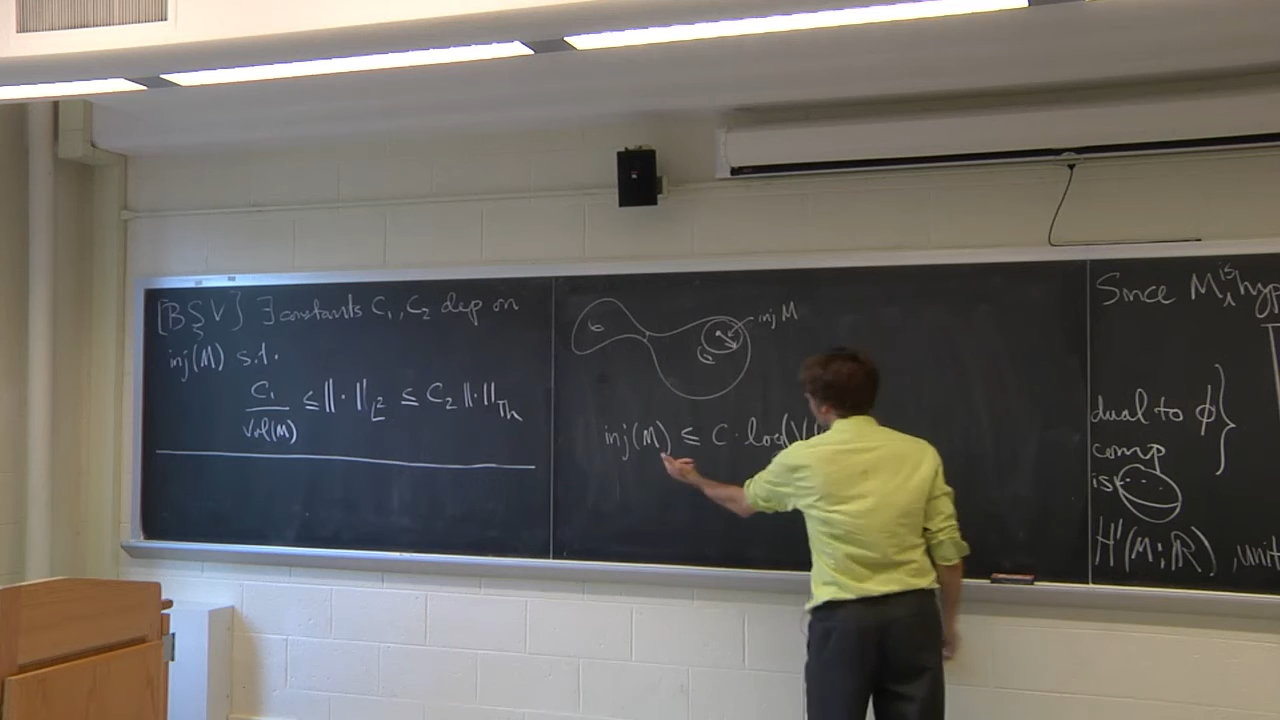 [BŞV] ∃ constants C₁, C₂ dep on
inj(M) s.t.
C₁/Vol(M) ≤ ‖·‖_L² ≤ C₂ ‖·‖_Th
inj M
inj(M) ≤ C · log(V
Since M is hyp
dual to ϕ
comp
is
H¹(M; ℝ), unit